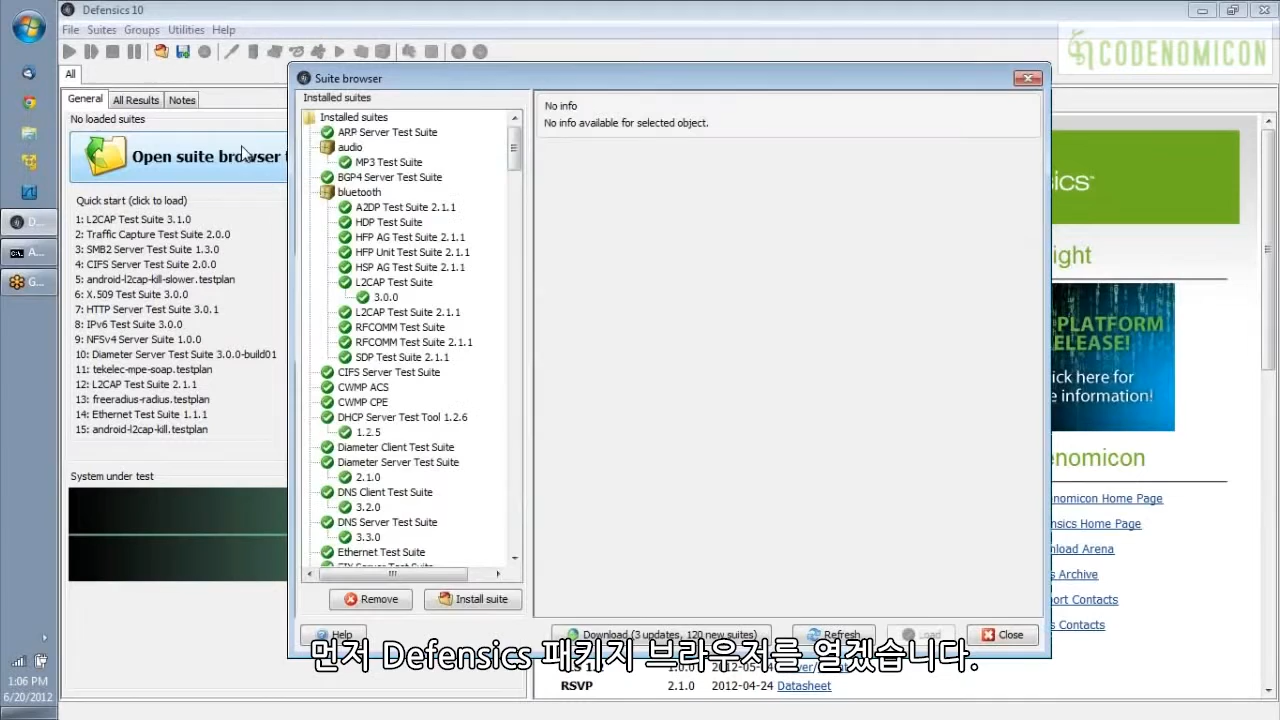 Defensics 10
File Suites Groups Utilities Help
CODENOMICON
All
General All Results Notes
No loaded suites
Open suite browser
Quick start (click to load)
1: L2CAP Test Suite 3.1.0
2: Traffic Capture Test Suite 2.0.0
3: SMB2 Server Test Suite 1.3.0
4: CIFS Server Test Suite 2.0.0
5: android-l2cap-kill-slower.testplan
6: X.509 Test Suite 3.0.0
7: HTTP Server Test Suite 3.0.1
8: IPv6 Test Suite 3.0.0
9: NFSv4 Server Suite 1.0.0
10: Diameter Server Test Suite 3.0.0-build01
11: tekelec-mpe-soap.testplan
12: L2CAP Test Suite 2.1.1
13: freeradius-radius.testplan
14: Ethernet Test Suite 1.1.1
15: android-l2cap-kill.testplan
System under test
D...
A...
G...
1:06 PM
6/20/2012
Suite browser
Installed suites
Installed suites
ARP Server Test Suite
audio
MP3 Test Suite
BGP4 Server Test Suite
bluetooth
A2DP Test Suite 2.1.1
HDP Test Suite
HFP AG Test Suite 2.1.1
HFP Unit Test Suite 2.1.1
HSP AG Test Suite 2.1.1
L2CAP Test Suite
3.0.0
L2CAP Test Suite 2.1.1
RFCOMM Test Suite
RFCOMM Test Suite 2.1.1
SDP Test Suite 2.1.1
CIFS Server Test Suite
CWMP ACS
CWMP CPE
DHCP Server Test Tool 1.2.6
1.2.5
Diameter Client Test Suite
Diameter Server Test Suite
2.1.0
DNS Client Test Suite
3.2.0
DNS Server Test Suite
3.3.0
Ethernet Test Suite
Remove Install suite
No info
No info available for selected object.
Help Download (3 updates, 120 new suites) Refresh Load Close
ics
ight
PLATFORM
ELEASE!
ick here for
e information!
enomicon
enomicon Home Page
ensics Home Page
nload Arena
s Archive
ort Contacts
s Contacts
1.0.0 2012-05-
RSVP 2.1.0 2012-04-24 Datasheet
먼저 Defensics 패키지 브라우저를 열겠습니다.